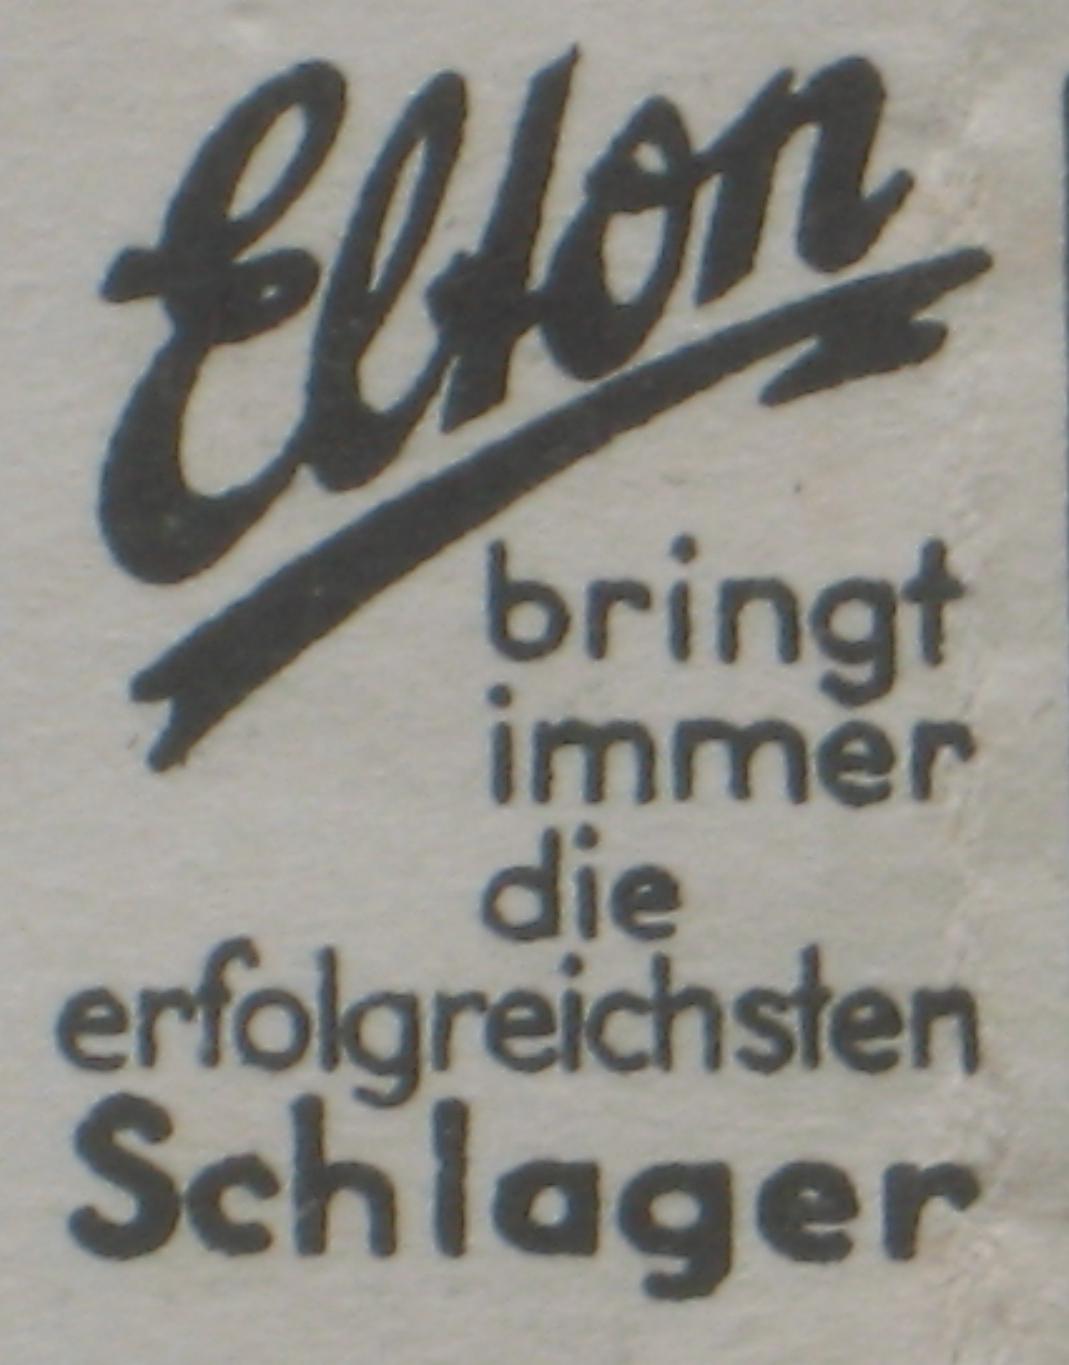 Elton
bringt
immer
die
erfolgreichsten
Schlager